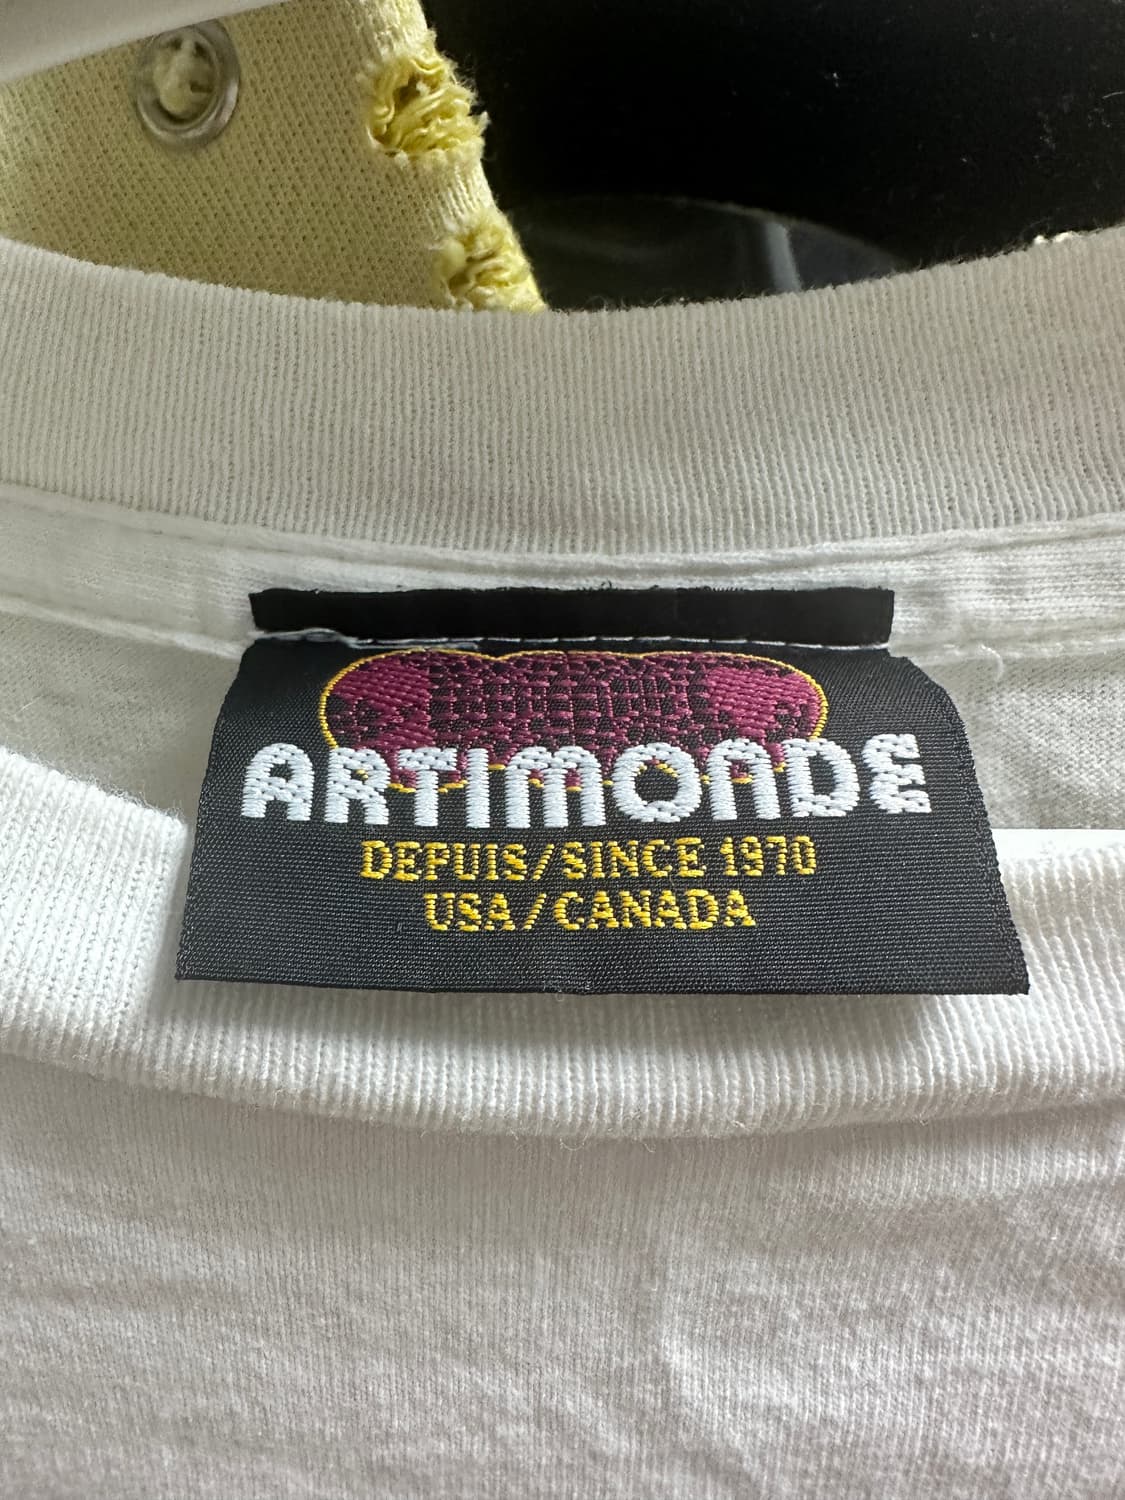 ARTIMONDE
DEPUIS/SINCE 1970
USA/CANADA